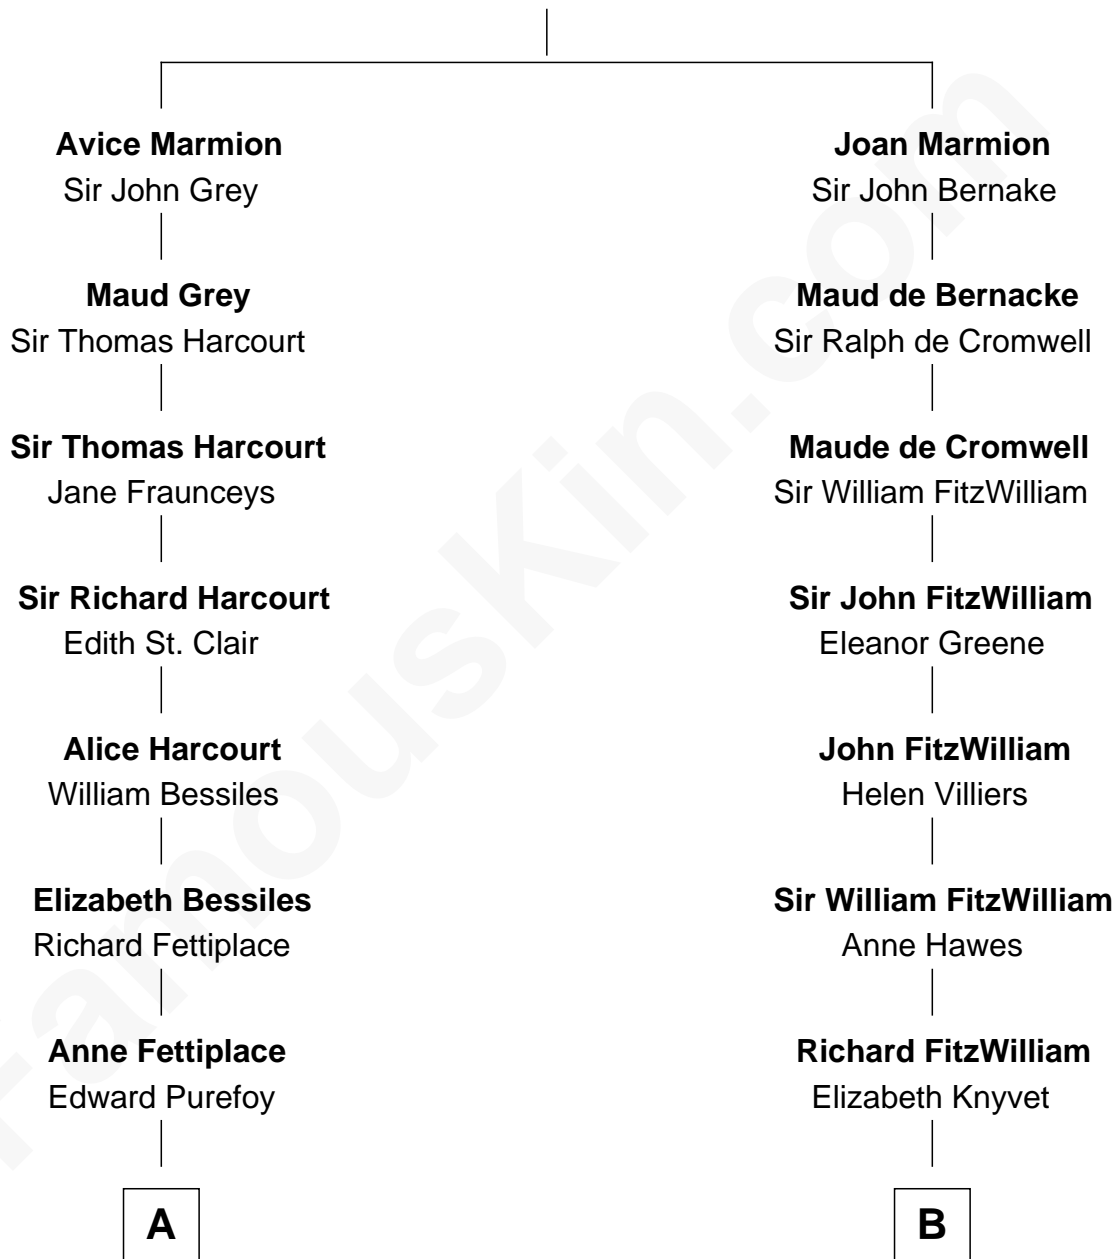 Avice Marmion
Sir John Grey
Maud Grey
Sir Thomas Harcourt
Sir Thomas Harcourt
Jane Fraunceys
Sir Richard Harcourt
Edith St. Clair
Alice Harcourt
William Bessiles
Elizabeth Bessiles
Richard Fettiplace
Anne Fettiplace
Edward Purefoy
A
Joan Marmion
Sir John Bernake
Maud de Bernacke
Sir Ralph de Cromwell
Maude de Cromwell
Sir William FitzWilliam
Sir John FitzWilliam
Eleanor Greene
John FitzWilliam
Helen Villiers
Sir William FitzWilliam
Anne Hawes
Richard FitzWilliam
Elizabeth Knyvet
B
FamousKin.com